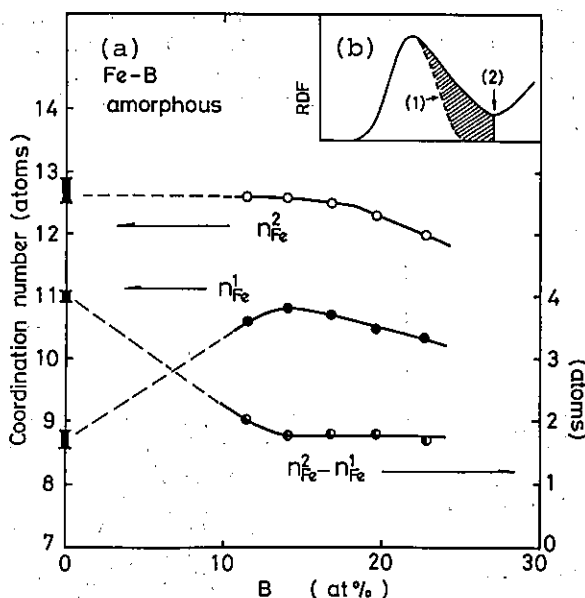 (a)
Fe-B
amorphous
(b)
RDF
(1)
(2)
Coordination number (atoms)
15
14
13
12
11
10
9
8
7
n²Fe
n¹Fe
n²Fe−n¹Fe
4
3
2
1
0
(atoms)
0
10
20
30
B (at%)